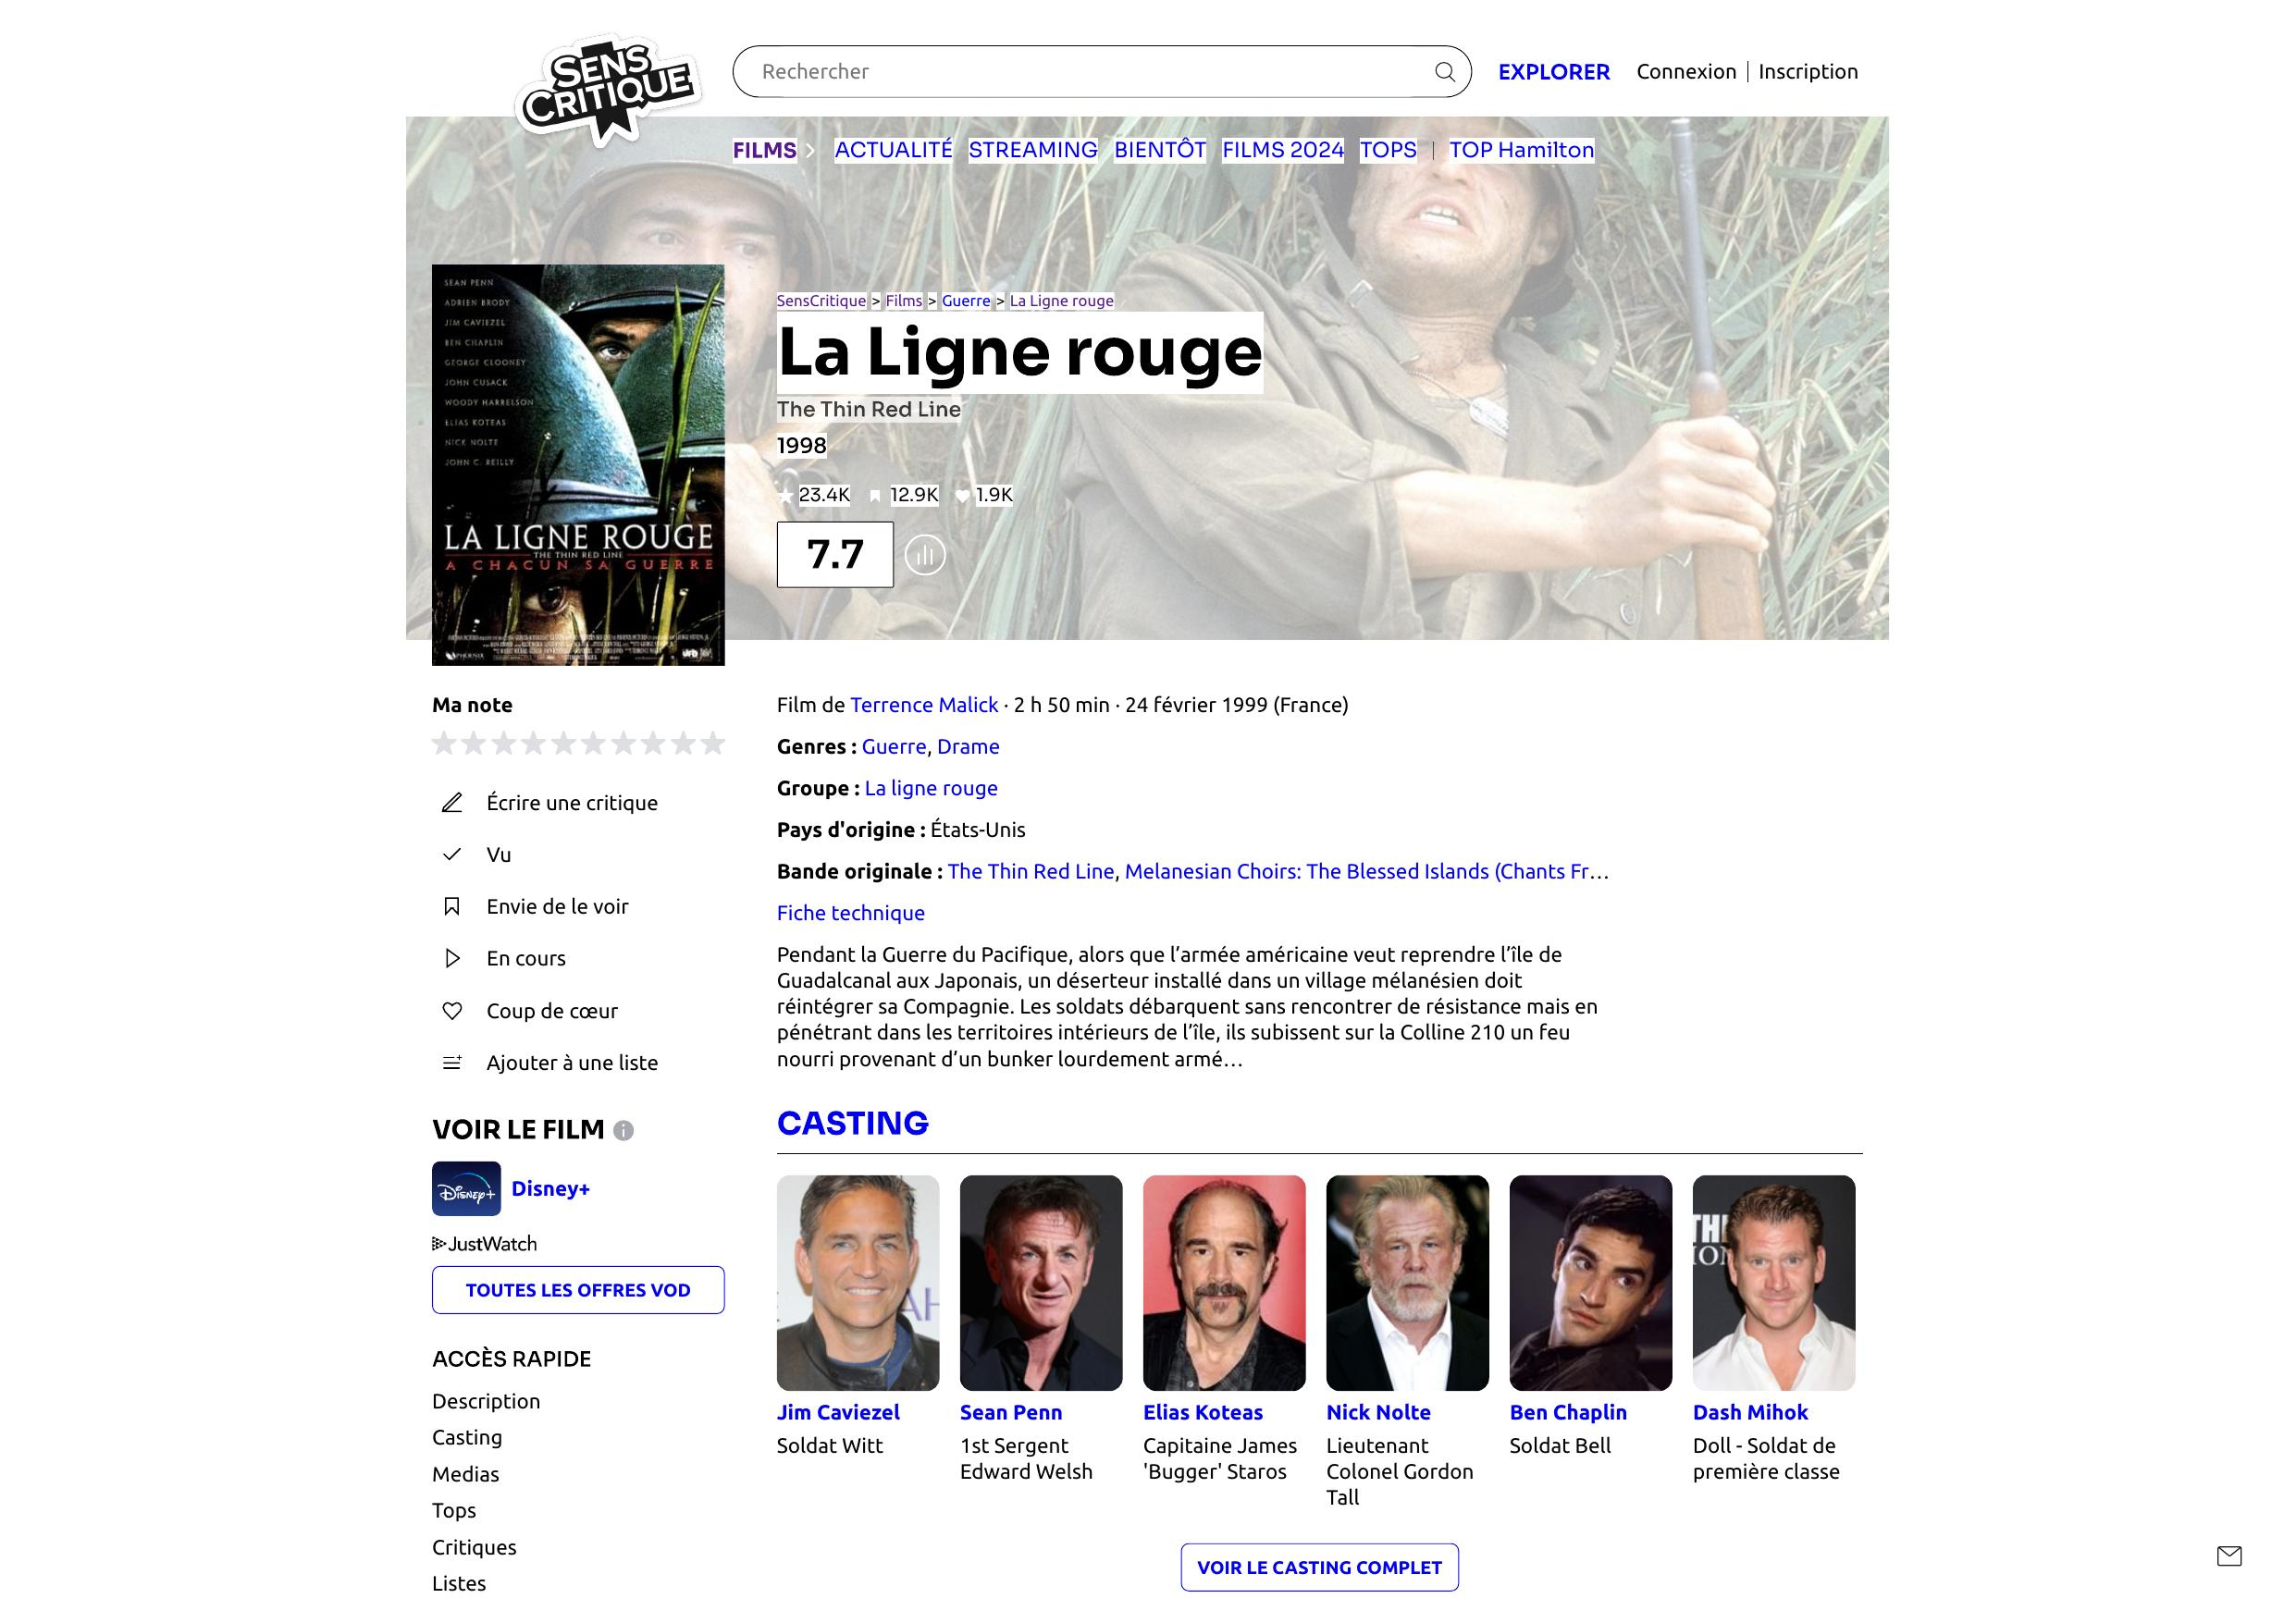 SENS CRITIQUE
Rechercher
EXPLORER
Connexion | Inscription
FILMS
ACTUALITÉ STREAMING BIENTÔT FILMS 2024 TOPS | TOP Hamilton
SensCritique > Films > Guerre > La Ligne rouge
La Ligne rouge
The Thin Red Line
1998
23.4K 12.9K 1.9K
7.7
SEAN PENN
ADRIEN BRODY
JIM CAVIEZEL
BEN CHAPLIN
GEORGE CLOONEY
JOHN CUSACK
WOODY HARRELSON
ELIAS KOTEAS
NICK NOLTE
JOHN C. REILLY
LA LIGNE ROUGE
THE THIN RED LINE
A CHACUN SA GUERRE
Ma note
Écrire une critique
Vu
Envie de le voir
En cours
Coup de cœur
Ajouter à une liste
VOIR LE FILM
Disney+
Disney+
JustWatch
TOUTES LES OFFRES VOD
ACCÈS RAPIDE
Description
Casting
Medias
Tops
Critiques
Listes
Film de Terrence Malick · 2 h 50 min · 24 février 1999 (France)
Genres : Guerre, Drame
Groupe : La ligne rouge
Pays d'origine : États-Unis
Bande originale : The Thin Red Line, Melanesian Choirs: The Blessed Islands (Chants Fr…
Fiche technique
Pendant la Guerre du Pacifique, alors que l’armée américaine veut reprendre l’île de
Guadalcanal aux Japonais, un déserteur installé dans un village mélanésien doit
réintégrer sa Compagnie. Les soldats débarquent sans rencontrer de résistance mais en
pénétrant dans les territoires intérieurs de l’île, ils subissent sur la Colline 210 un feu
nourri provenant d’un bunker lourdement armé…
CASTING
Jim Caviezel
Soldat Witt
Sean Penn
1st Sergent
Edward Welsh
Elias Koteas
Capitaine James
'Bugger' Staros
Nick Nolte
Lieutenant
Colonel Gordon
Tall
Ben Chaplin
Soldat Bell
Dash Mihok
Doll - Soldat de
première classe
VOIR LE CASTING COMPLET